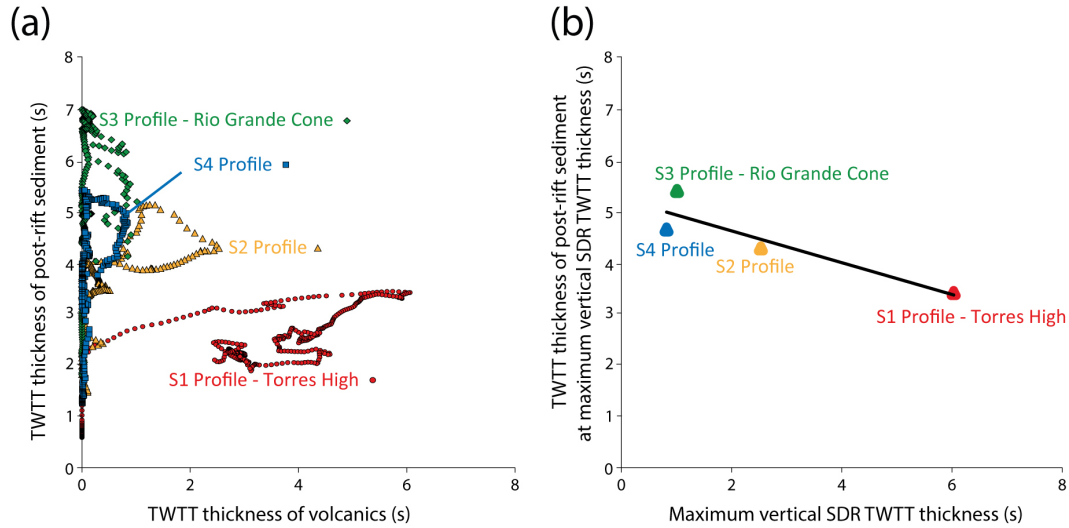 (a)
TWTT thickness of post-rift sediment (s)
8
7
6
5
4
3
2
1
0
S3 Profile - Rio Grande Cone
S4 Profile
S2 Profile
S1 Profile - Torres High
0
2
4
6
8
TWTT thickness of volcanics (s)
(b)
TWTT thickness of post-rift sediment
at maximum vertical SDR TWTT thickness (s)
8
7
6
5
4
3
2
1
0
S3 Profile - Rio Grande Cone
S4 Profile
S2 Profile
S1 Profile - Torres High
0
2
4
6
8
Maximum vertical SDR TWTT thickness (s)